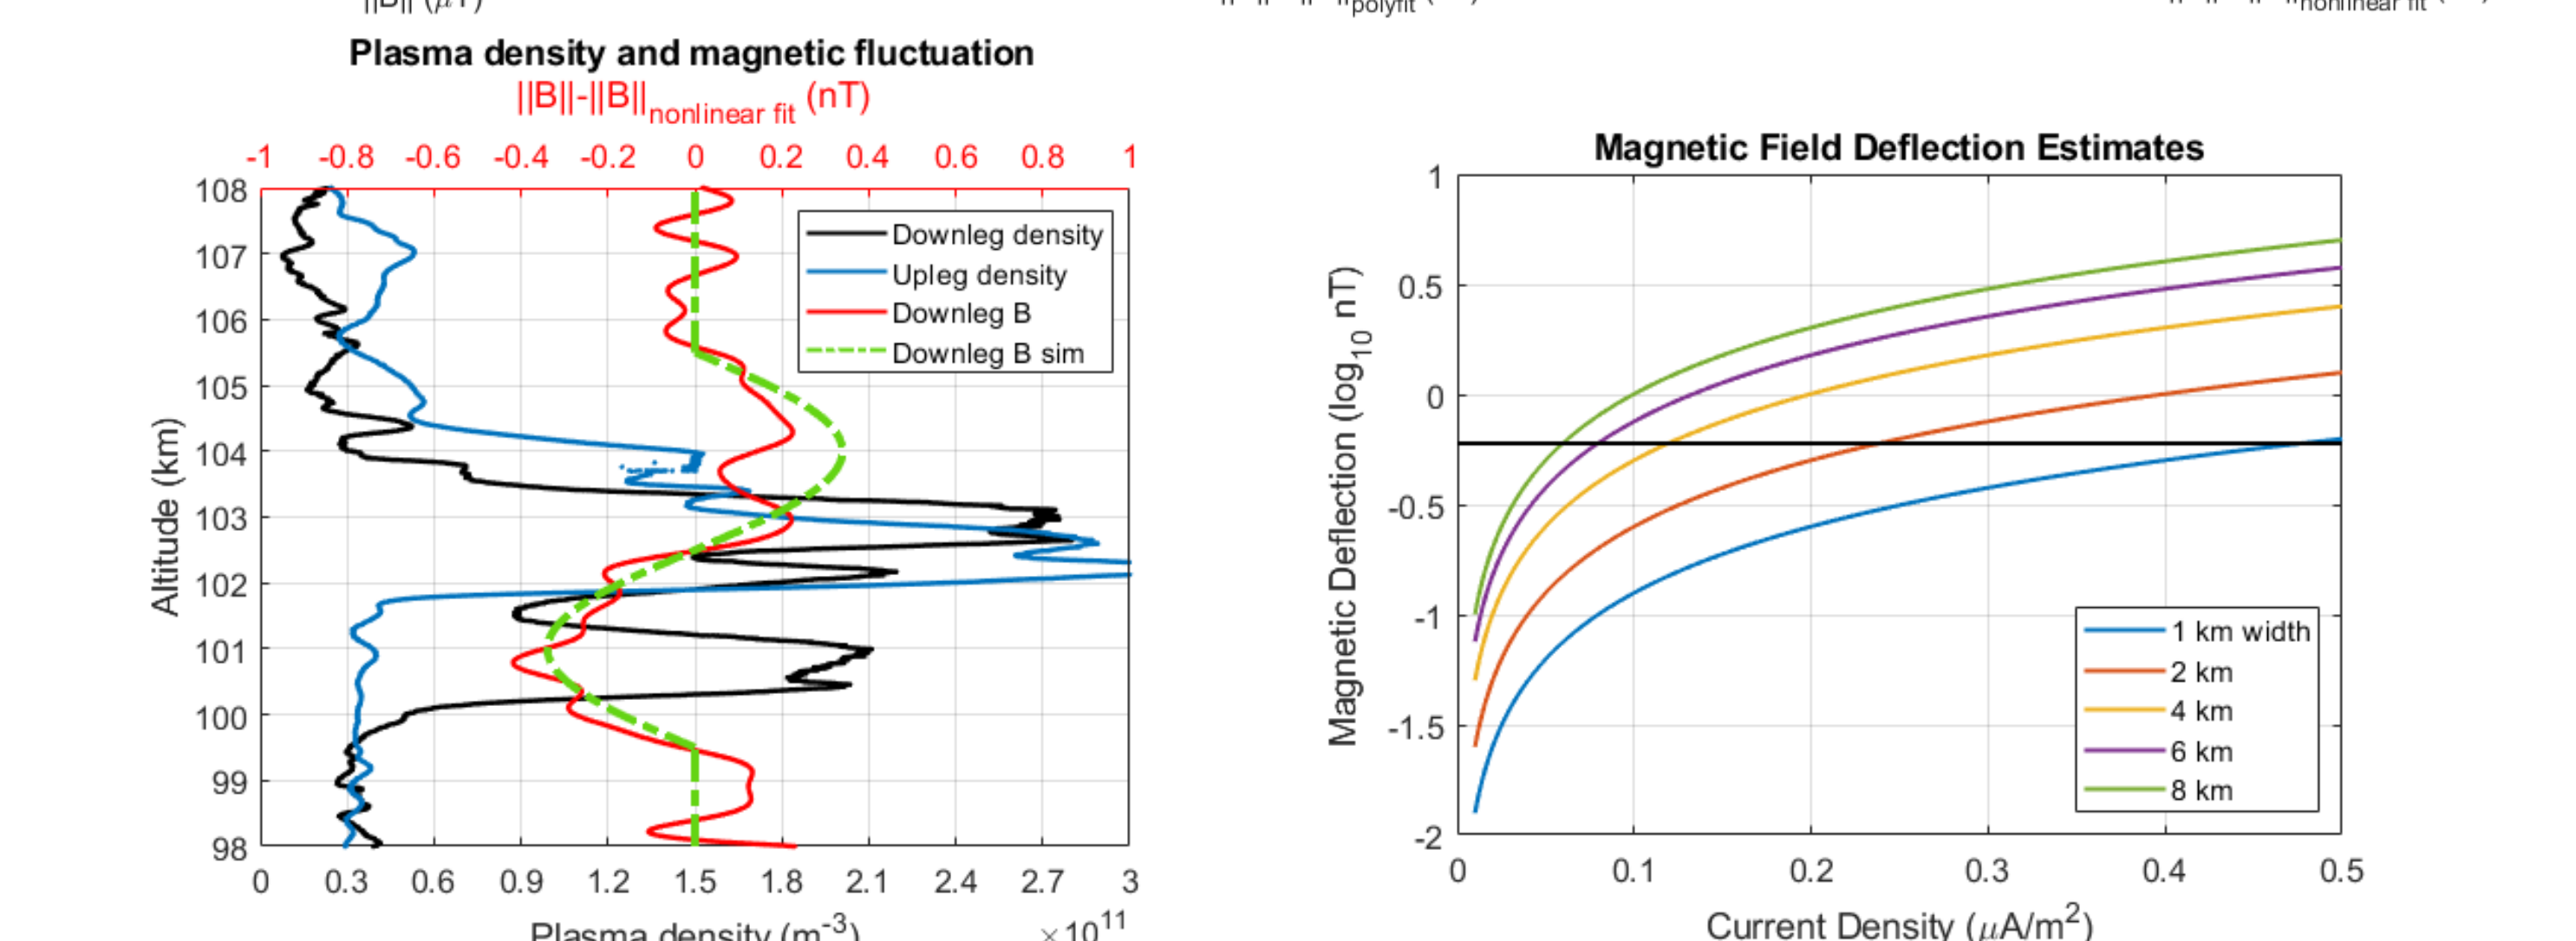 ||B|| (μT)
polyfit
nonlinear fit
Plasma density and magnetic fluctuation
||B||-||B||nonlinear fit (nT)
-1 -0.8 -0.6 -0.4 -0.2 0 0.2 0.4 0.6 0.8 1
108
107
106
105
104
103
102
101
100
99
98
Altitude (km)
Downleg density
Upleg density
Downleg B
Downleg B sim
0 0.3 0.6 0.9 1.2 1.5 1.8 2.1 2.4 2.7 3
Plasma density (m-3)
×1011
Magnetic Field Deflection Estimates
1
0.5
0
-0.5
-1
-1.5
-2
Magnetic Deflection (log10 nT)
1 km width
2 km
4 km
6 km
8 km
0 0.1 0.2 0.3 0.4 0.5
Current Density (μA/m2)